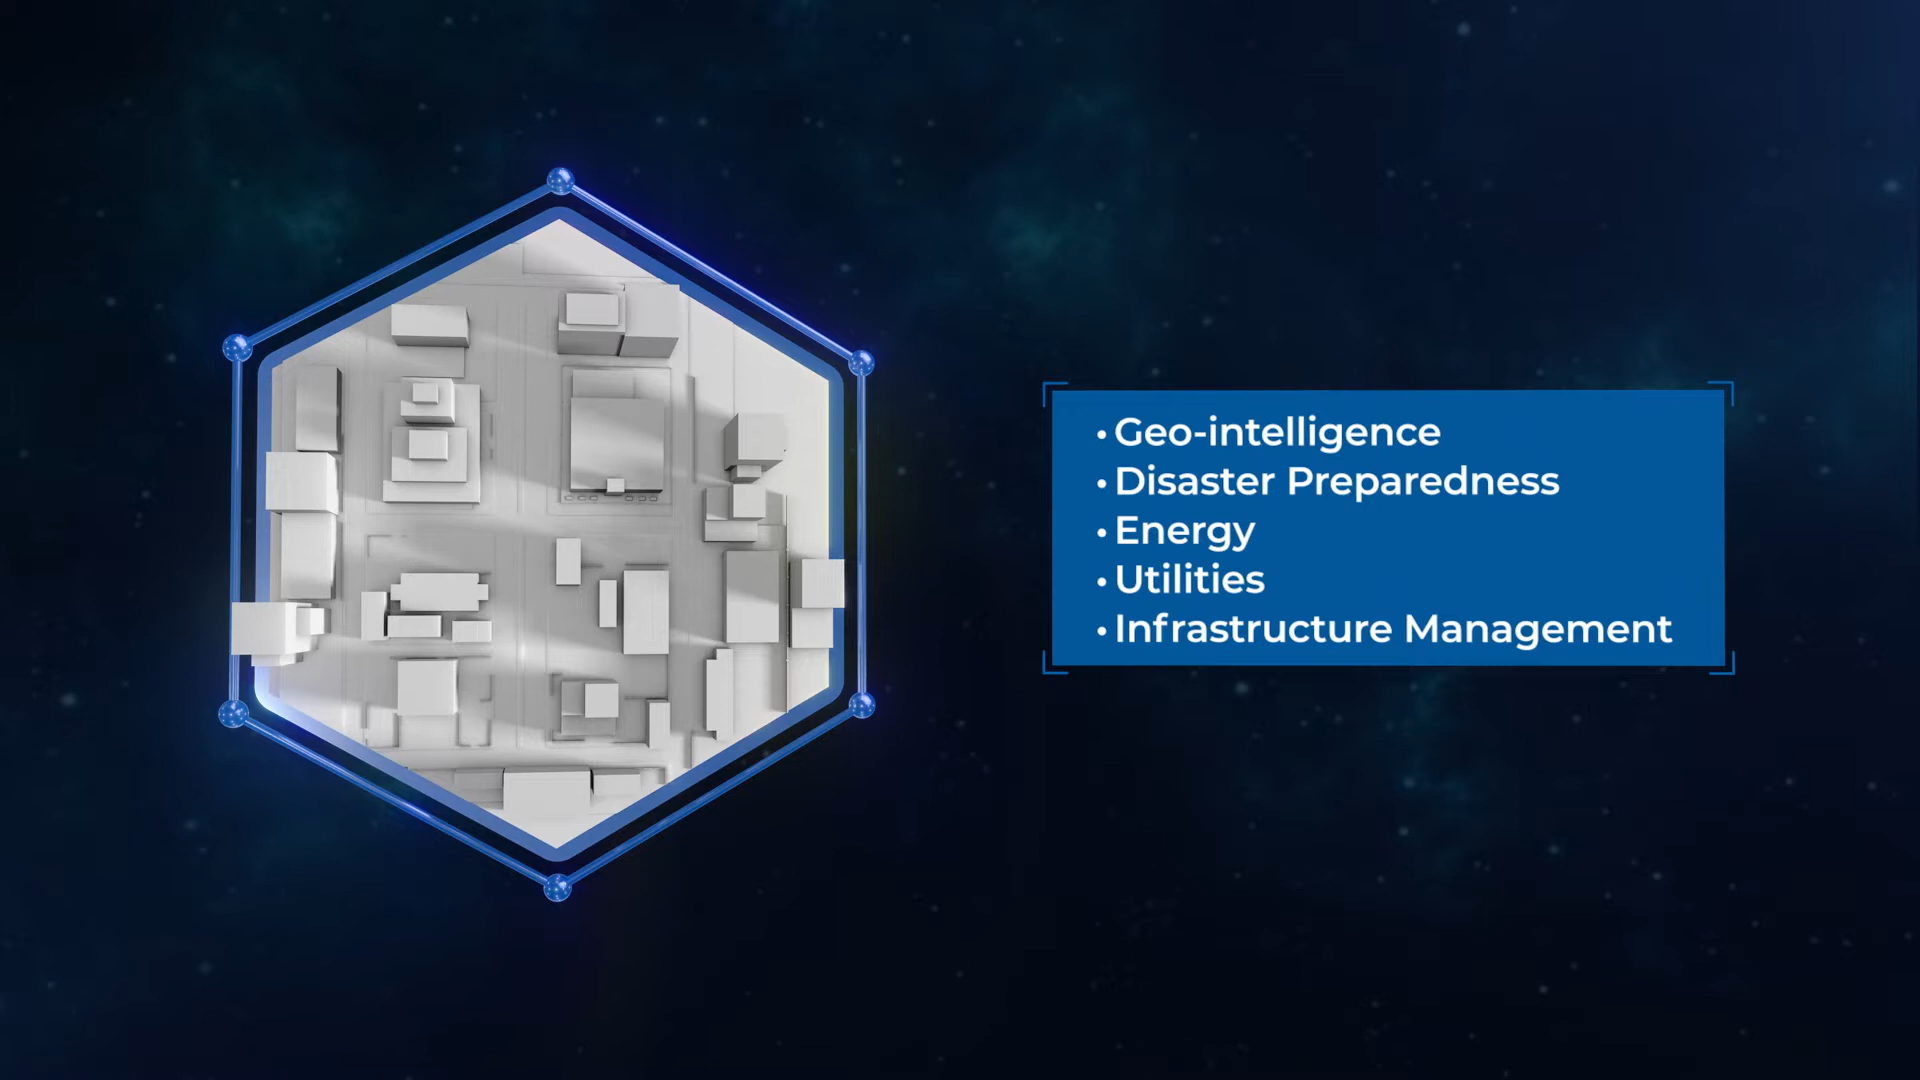 • Geo-intelligence
• Disaster Preparedness
• Energy
• Utilities
• Infrastructure Management